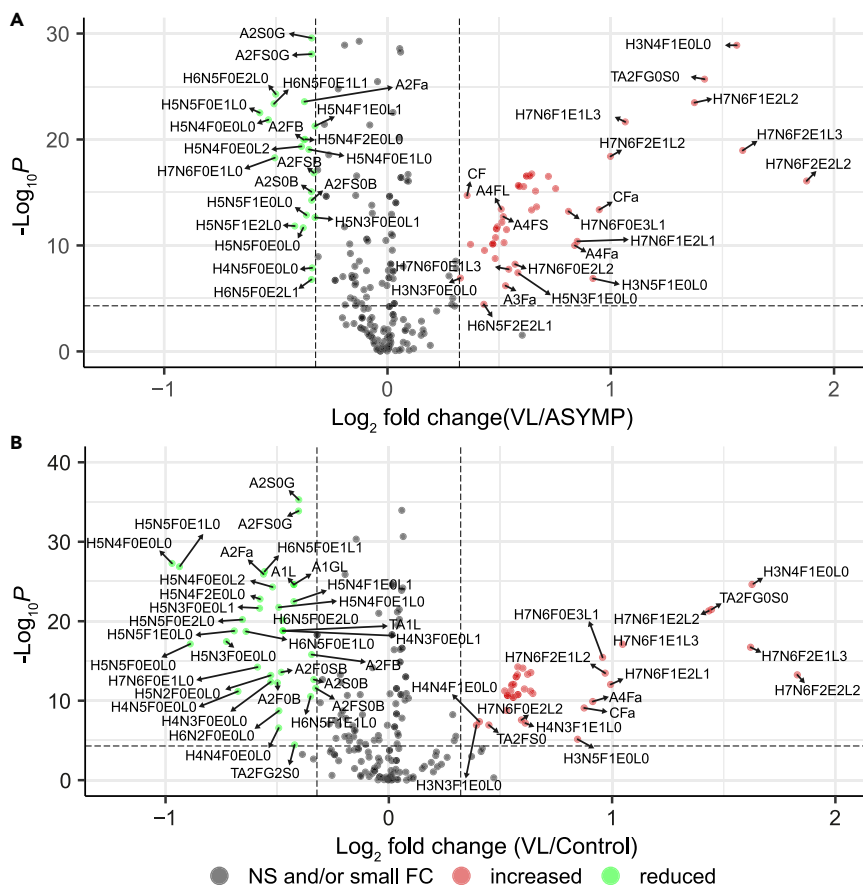 A
30
20
10
0
-Log10P
A2S0G
A2FS0G
H6N5F0E2L0
H6N5F0E1L1
A2Fa
H5N5F0E1L0
H5N4F1E0L1
H5N4F0E0L0
A2FB
H5N4F2E0L0
H5N4F0E0L2
H5N4F0E1L0
H7N6F0E1L0
A2FSB
A2S0B
A2FS0B
H5N5F1E0L0
H5N3F0E0L1
H5N5F1E2L0
H5N5F0E0L0
H4N5F0E0L0
H6N5F0E2L1
H3N4F1E0L0
TA2FG0S0
H7N6F1E2L2
H7N6F1E1L3
H7N6F2E1L3
H7N6F2E1L2
H7N6F2E2L2
CF
A4FL
CFa
A4FS
H7N6F0E3L1
H7N6F1E2L1
A4Fa
H7N6F0E1L3
H7N6F0E2L2
H3N3F0E0L0
H3N5F1E0L0
H5N3F1E0L0
A3Fa
H6N5F2E2L1
−1
0
1
2
Log2 fold change(VL/ASYMP)
B
40
30
20
10
0
-Log10P
A2S0G
A2FS0G
H5N5F0E1L0
H5N4F0E0L0
H6N5F0E1L1
A2Fa
A1L
A1GL
H5N4F0E0L2
H5N4F1E0L1
H5N4F2E0L0
H5N4F0E1L0
H5N3F0E0L1
H6N5F0E2L0
TA1L
H5N5F1E2L0
H4N3F0E0L1
H5N5F1E0L0
H6N5F0E1L0
H5N5F0E0L0
H5N3F0E0L0
A2FB
H7N6F0E1L0
A2F0SB
A2S0B
H5N2F0E0L0
A2F0B
A2FS0B
H4N5F0E0L0
H4N3F0E0L0
H6N5F1E1L0
H6N2F0E0L0
H4N4F0E0L0
TA2FG2S0
H3N4F1E0L0
H7N6F0E3L1
TA2FG0S0
H7N6F1E2L2
H7N6F1E1L3
H7N6F2E1L3
H7N6F2E1L2
H7N6F2E2L2
H7N6F1E2L1
H4N4F1E0L0
A4Fa
H7N6F0E2L2
CFa
H4N3F1E1L0
TA2FS0
H3N5F1E0L0
H3N3F1E0L0
−1
0
1
2
Log2 fold change (VL/Control)
NS and/or small FC increased reduced